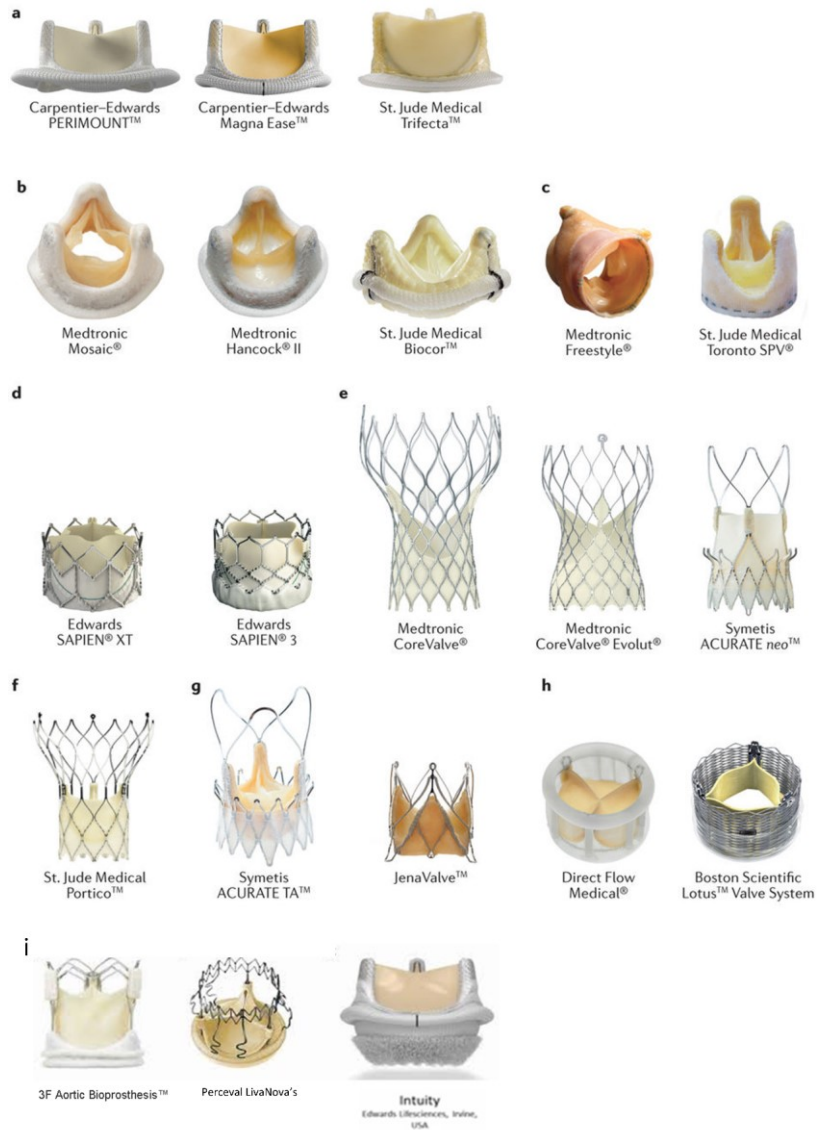 a
Carpentier–Edwards
PERIMOUNT™
Carpentier–Edwards
Magna Ease™
St. Jude Medical
Trifecta™
b
Medtronic
Mosaic®
Medtronic
Hancock® II
St. Jude Medical
Biocor™
c
Medtronic
Freestyle®
St. Jude Medical
Toronto SPV®
d
Edwards
SAPIEN® XT
Edwards
SAPIEN® 3
e
Medtronic
CoreValve®
Medtronic
CoreValve® Evolut®
Symetis
ACURATE neo™
f
St. Jude Medical
Portico™
g
Symetis
ACURATE TA™
JenaValve™
h
Direct Flow
Medical®
Boston Scientific
Lotus™ Valve System
i
3F Aortic Bioprosthesis™
Perceval LivaNova's
Intuity
Edwards Lifesciences, Irvine,
USA